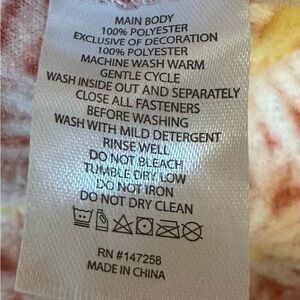 MAIN BODY
100% POLYESTER
EXCLUSIVE OF DECORATION
100% POLYESTER
MACHINE WASH WARM
GENTLE CYCLE
WASH INSIDE OUT AND SEPARATELY
CLOSE ALL FASTENERS
BEFORE WASHING
WASH WITH MILD DETERGENT
RINSE WELL
DO NOT BLEACH
TUMBLE DRY LOW
DO NOT IRON
DO NOT DRY CLEAN
RN #147258
MADE IN CHINA